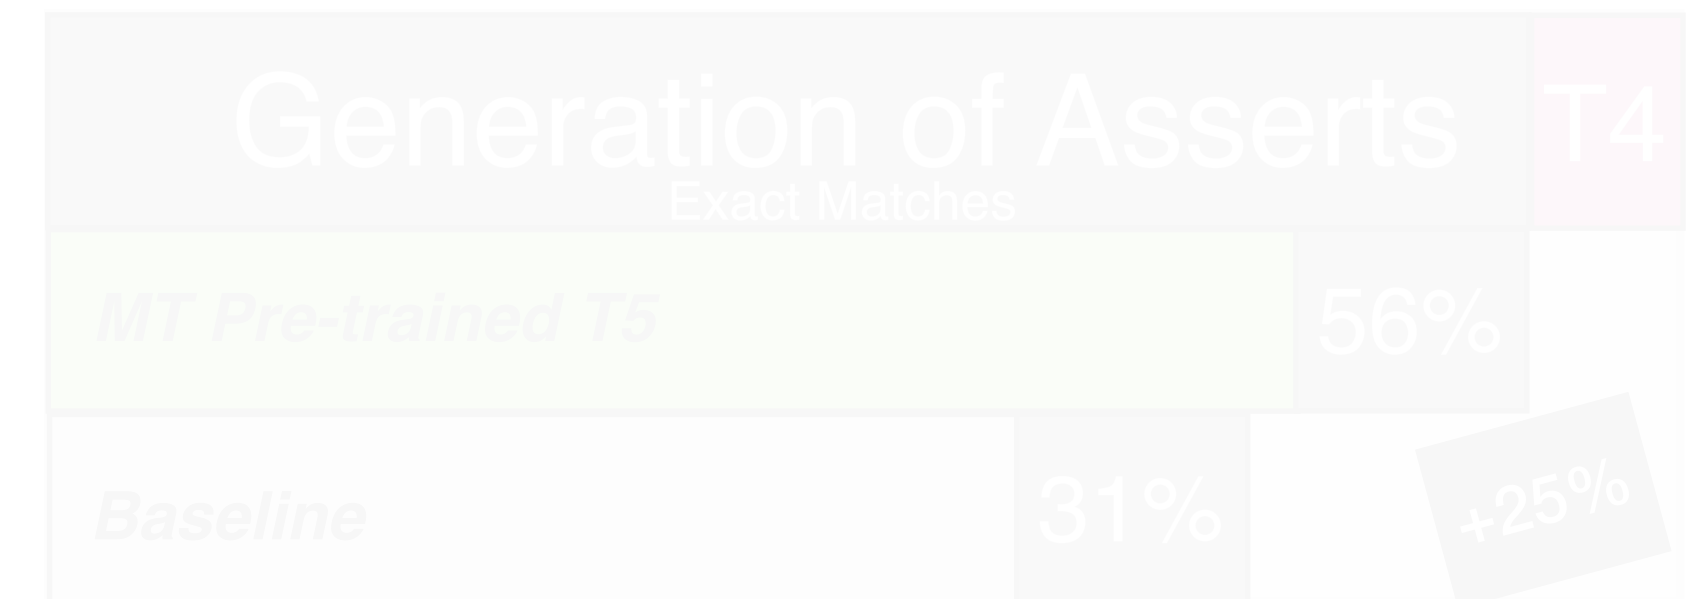 Generation of Asserts
T4
Exact Matches
MT Pre-trained T5
56%
Baseline
31%
+25%